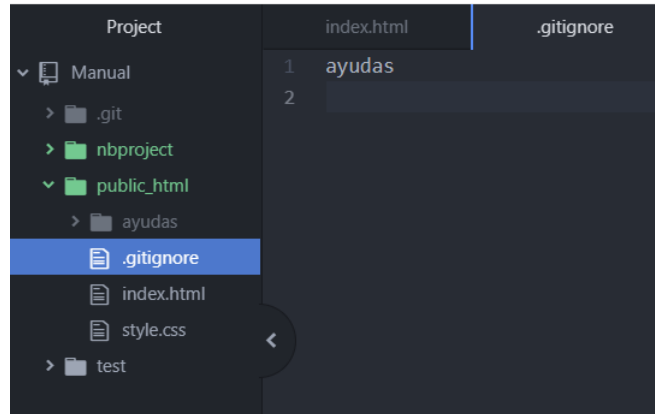 Project
index.html
.gitignore
Manual
.git
nbproject
public_html
ayudas
.gitignore
index.html
style.css
test
1 ayudas
2